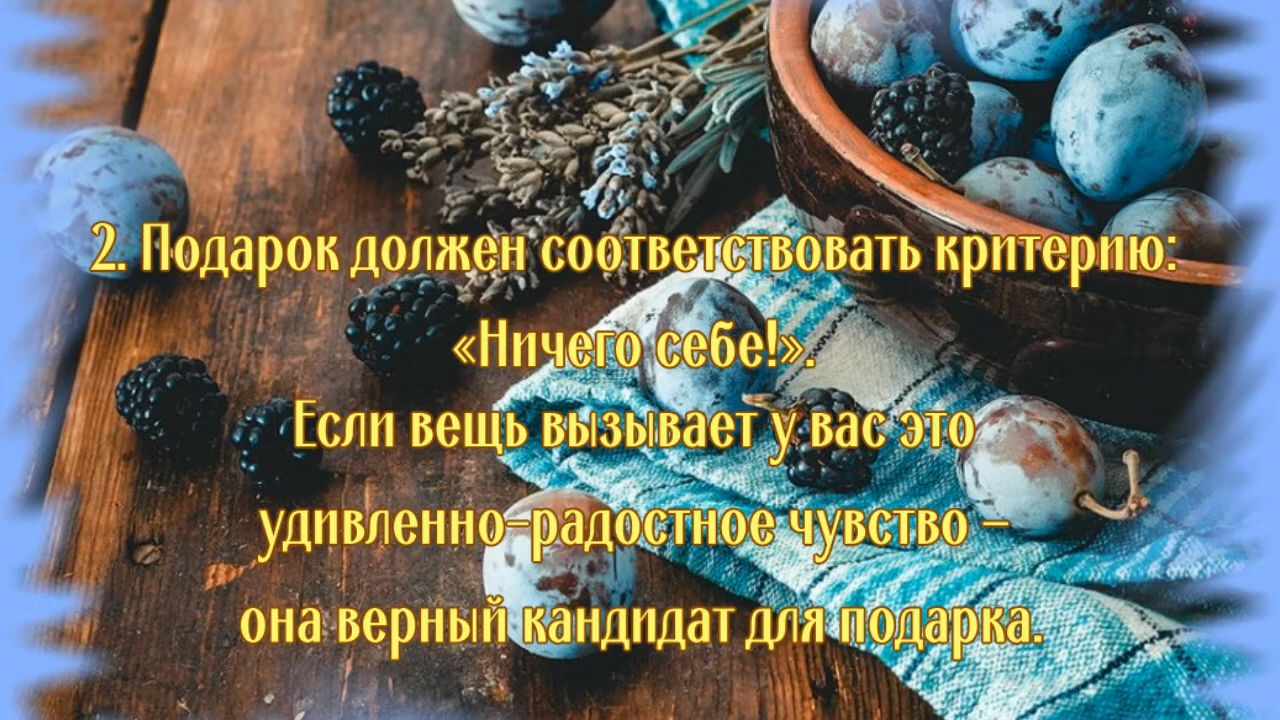 2. Подарок должен соответствовать критерию:
«Ничего себе!».
Если вещь вызывает у вас это
удивленно-радостное чувство –
она верный кандидат для подарка.